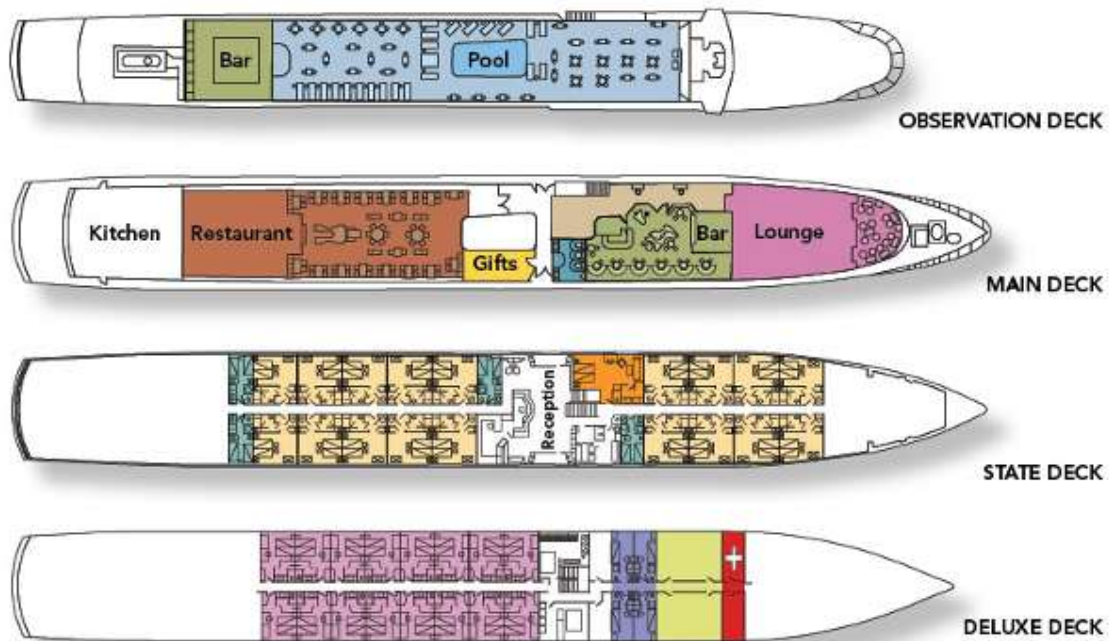 Bar
Pool
OBSERVATION DECK
Kitchen
Restaurant
Gifts
Bar
Lounge
MAIN DECK
Reception
STATE DECK
DELUXE DECK